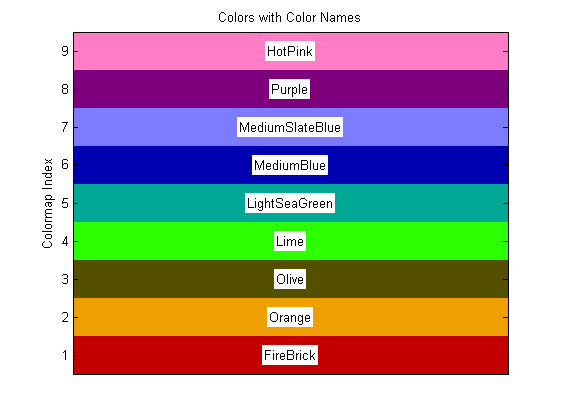 Colors with Color Names
Colormap Index
9
HotPink
8
Purple
7
MediumSlateBlue
6
MediumBlue
5
LightSeaGreen
4
Lime
3
Olive
2
Orange
1
FireBrick